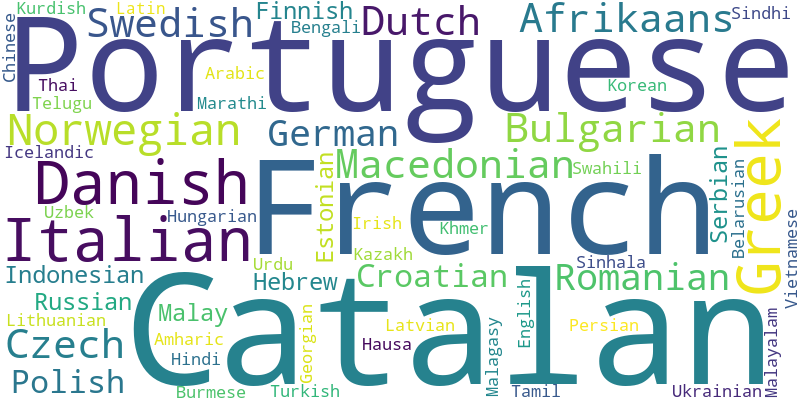 Kurdish
Latin
Swedish
Finnish
Bengali
Dutch
Afrikaans
Sindhi
Chinese
Portuguese
Thai
Arabic
Korean
Telugu
Marathi
Norwegian
German
Bulgarian
Icelandic
Macedonian
Swahili
Greek
Danish
French
Estonian
Serbian
Belarusian
Uzbek
Hungarian
Irish
Khmer
Vietnamese
Italian
Kazakh
Sinhala
Urdu
Indonesian
Hebrew
Croatian
Romanian
Catalan
Russian
Malay
Georgian
English
Malagasy
Malayalam
Lithuanian
Latvian
Persian
Czech
Amharic
Hausa
Hindi
Polish
Burmese
Turkish
Tamil
Ukrainian